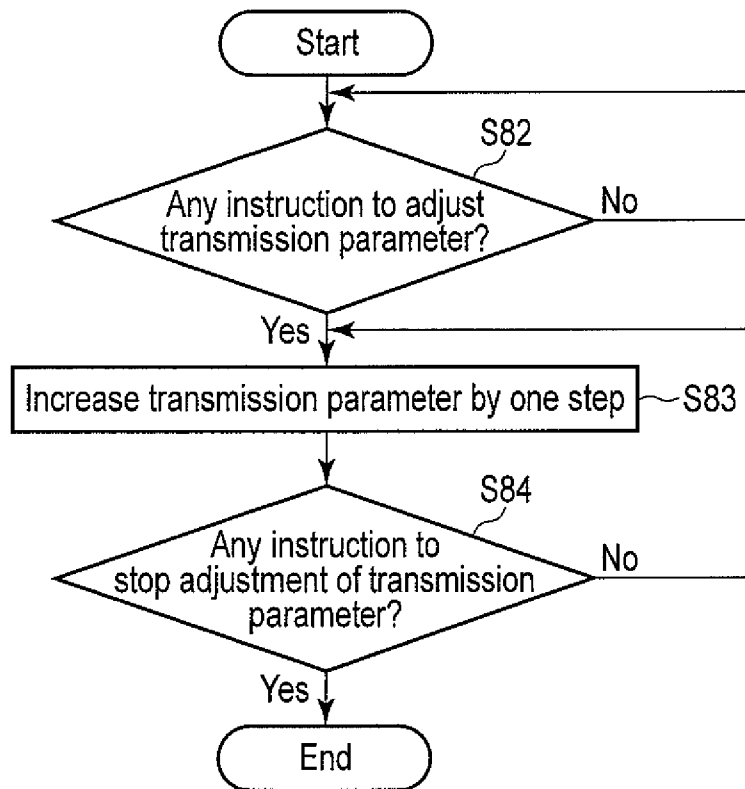 Start
S82
Any instruction to adjust
transmission parameter?
No
Yes
Increase transmission parameter by one step
S83
S84
Any instruction to
stop adjustment of transmission
parameter?
No
Yes
End